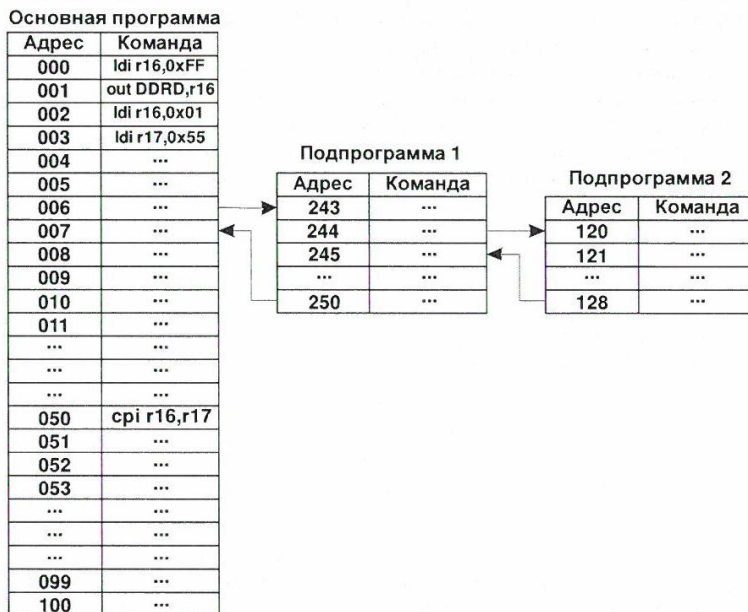 Основная программа
Адрес Команда
000 ldi r16,0xFF
001 out DDRD,r16
002 ldi r16,0x01
003 ldi r17,0x55
004 ...
005 ...
006 ...
007 ...
008 ...
009 ...
010 ...
011 ...
... ...
... ...
... ...
050 cpi r16,r17
051 ...
052 ...
053 ...
... ...
... ...
... ...
099 ...
100 ...
Подпрограмма 1
Адрес Команда
243 ...
244 ...
245 ...
... ...
250 ...
Подпрограмма 2
Адрес Команда
120 ...
121 ...
... ...
128 ...